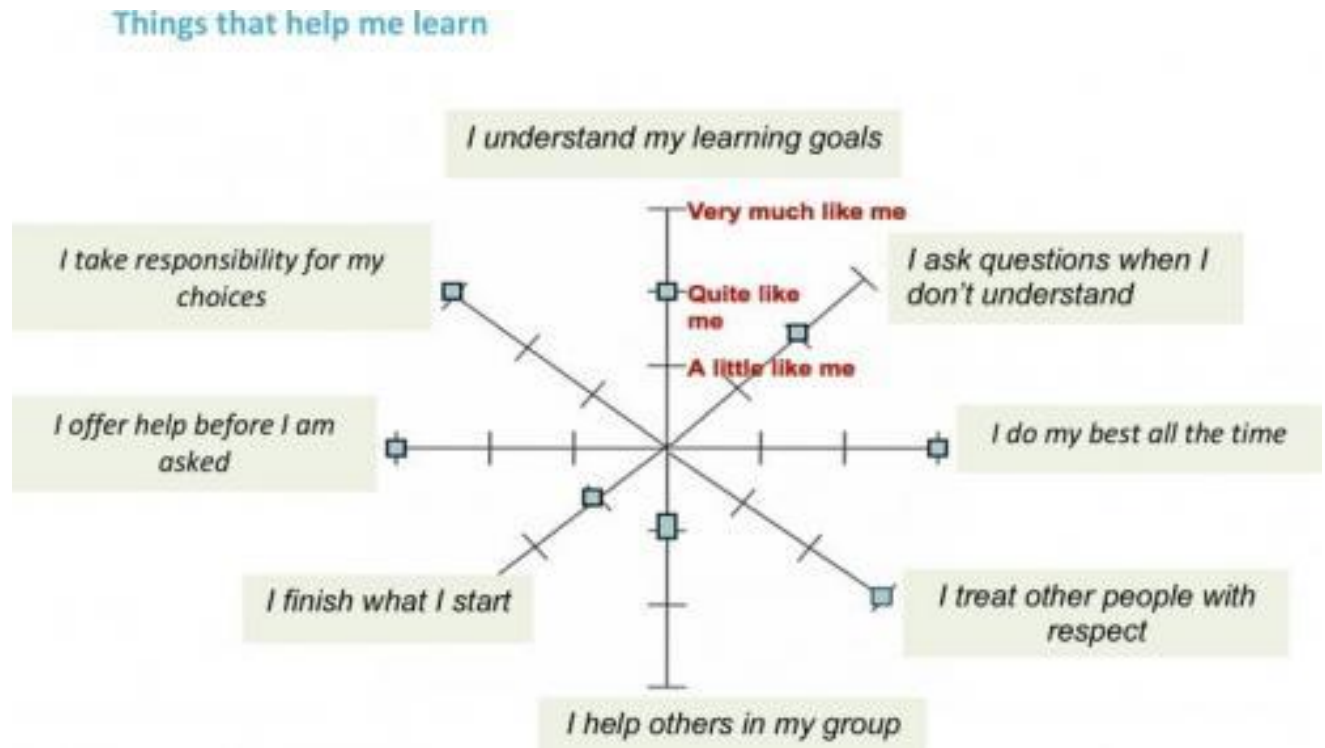 Things that help me learn
I understand my learning goals
Very much like me
I take responsibility for my
choices
I ask questions when I
don't understand
Quite like
me
A little like me
I offer help before I am
asked
I do my best all the time
I finish what I start
I treat other people with
respect
I help others in my group